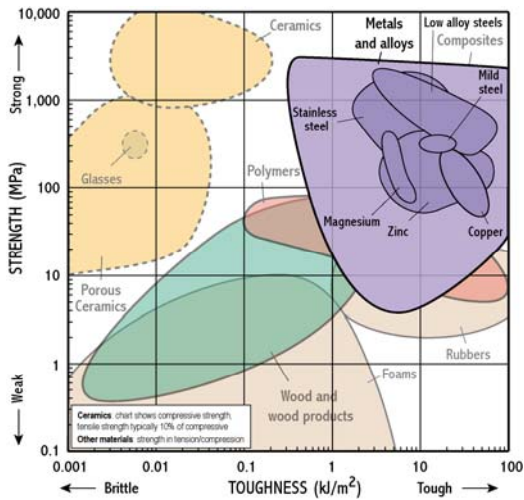 10,000
1,000
100
10
1
0.1
Strong
STRENGTH (MPa)
Weak
Ceramics
Metals
and alloys
Low alloy steels
Composites
Mild
steel
Stainless
steel
Glasses
Polymers
Magnesium
Zinc
Copper
Porous
Ceramics
Rubbers
Foams
Wood and
wood products
Ceramics: chart shows compressive strength,
tensile strength typically 10% of compressive
Other materials: strength in tension/compression
0.001
0.01
0.1
1
10
100
Brittle
TOUGHNESS (kJ/m²)
Tough